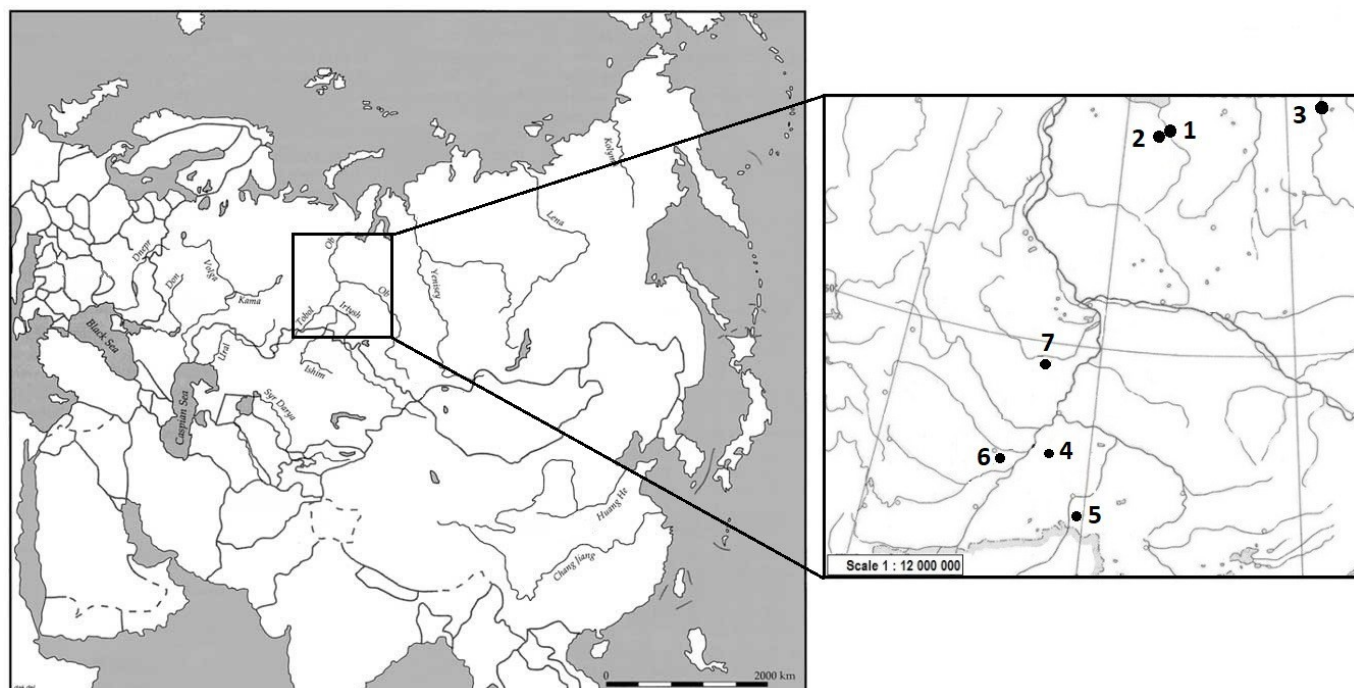 Kolyma
Lena
Ob
Yenisey
Ob
Dnepr
Don
Volga
Kama
Tobol
Irtysh
Ural
Ishim
Black Sea
Caspian Sea
Syr Darya
Huang He
Chang Jiang
0
2000 km
3
2
1
7
6
4
5
Scale 1 : 12 000 000